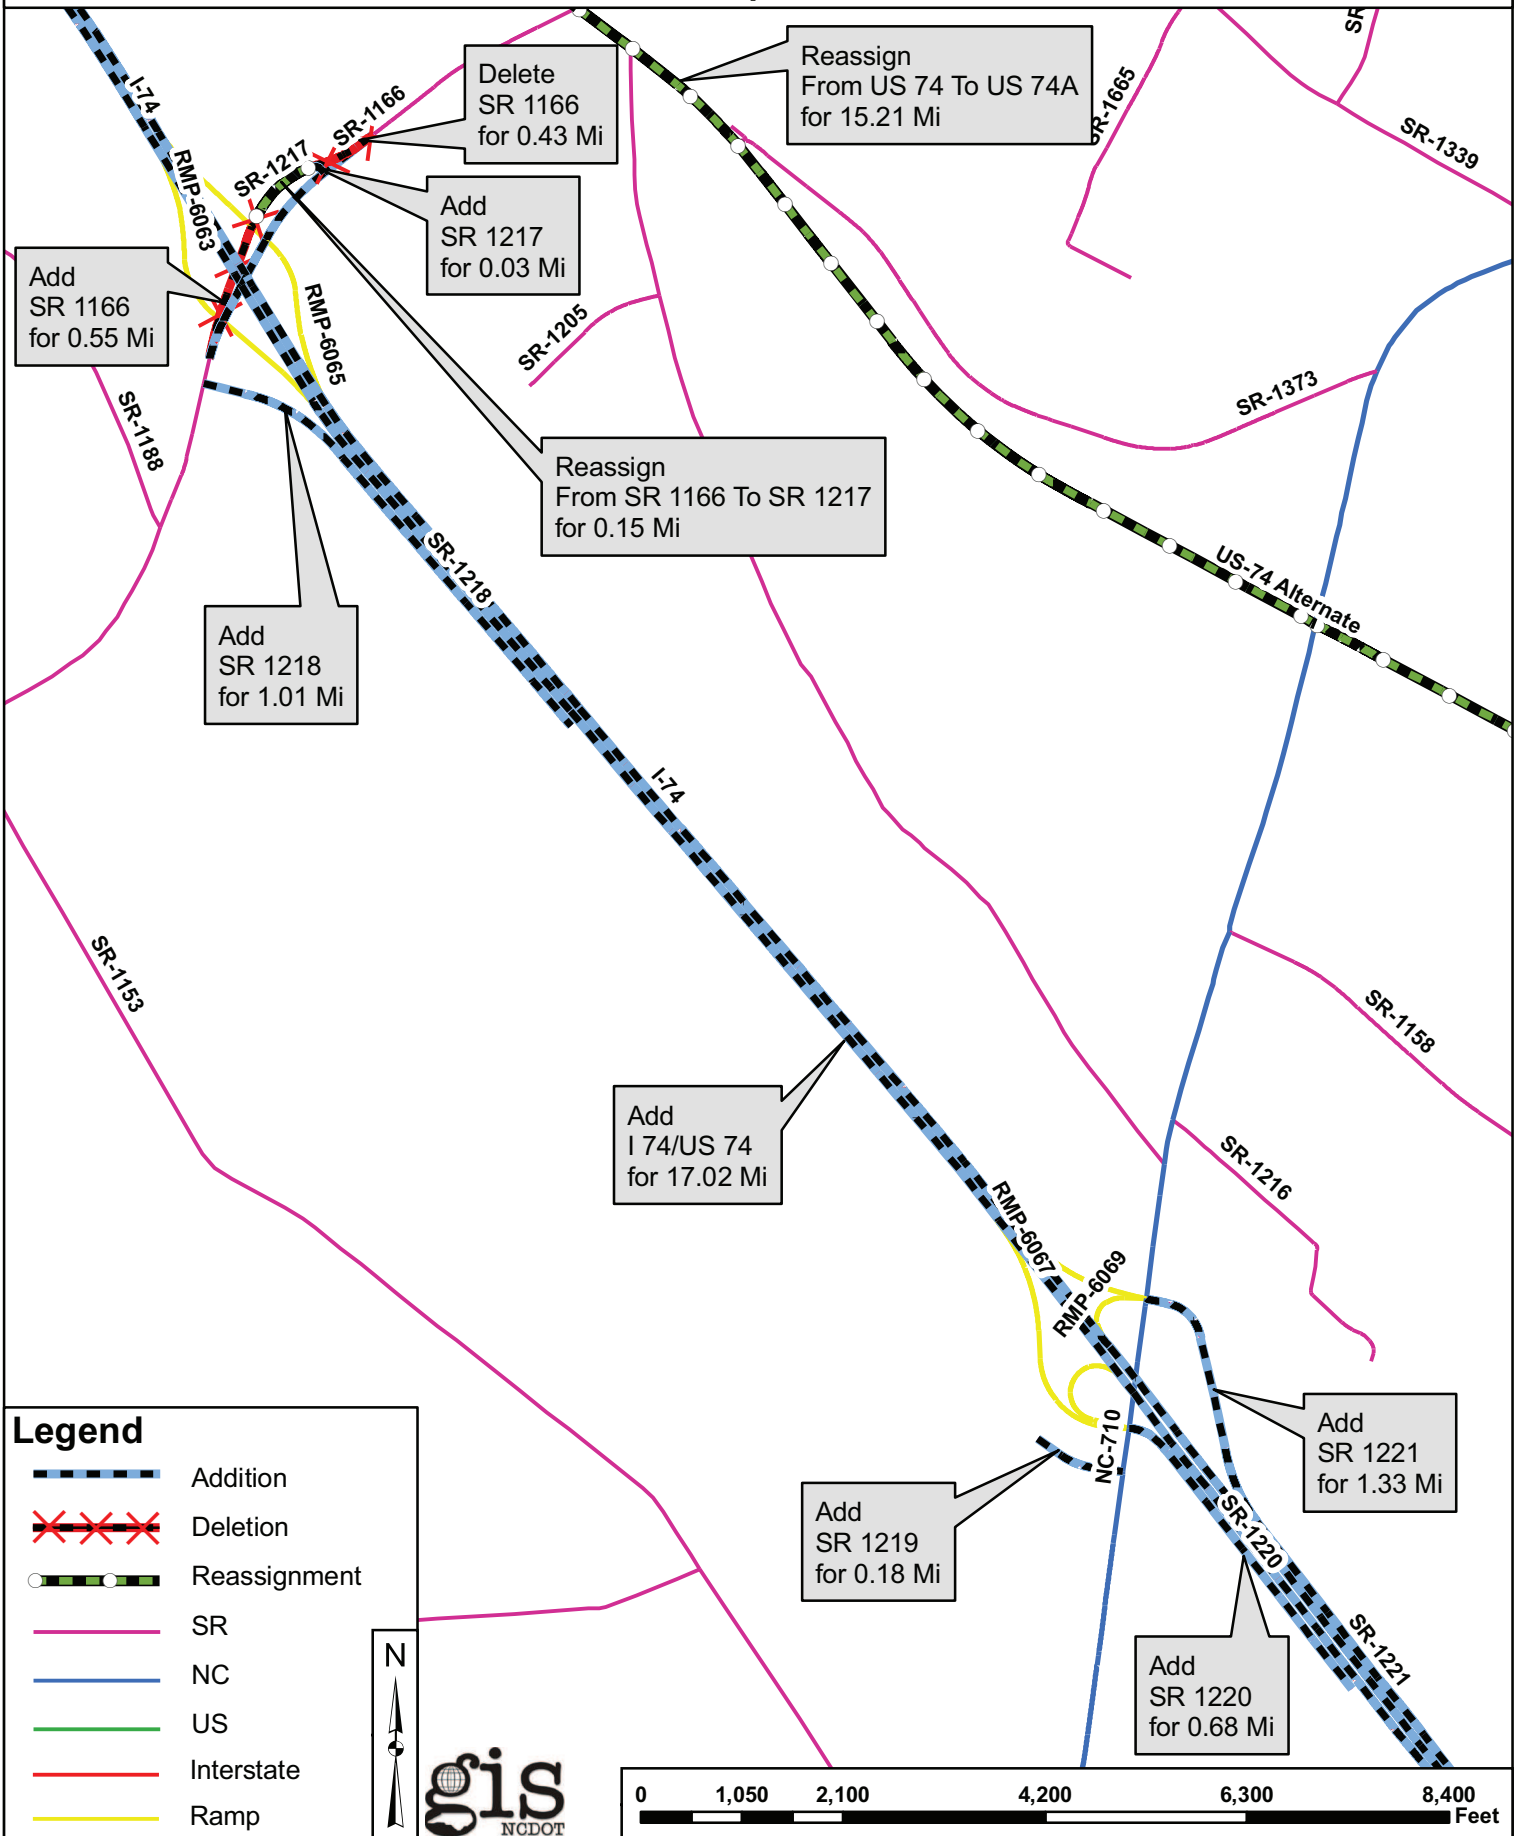 I-74
SR-1166
Delete
SR 1166
for 0.43 Mi
Reassign
From US 74 To US 74A
for 15.21 Mi
SR-1665
SR
SR-1339
RMP-6063
SR-1217
Add
SR 1217
for 0.03 Mi
Add
SR 1166
for 0.55 Mi
RMP-6065
SR-1205
SR-1188
SR-1373
Reassign
From SR 1166 To SR 1217
for 0.15 Mi
SR-1218
US-74 Alternate
Add
SR 1218
for 1.01 Mi
I-74
SR-1153
SR-1158
Add
I 74/US 74
for 17.02 Mi
SR-1216
RMP-6067
RMP-6069
NC-710
Add
SR 1221
for 1.33 Mi
Add
SR 1219
for 0.18 Mi
SR-1220
SR-1221
Add
SR 1220
for 0.68 Mi
Legend
Addition
Deletion
Reassignment
SR
NC
US
Interstate
Ramp
N
gis
NCDOT
0 1,050 2,100 4,200 6,300 8,400
Feet